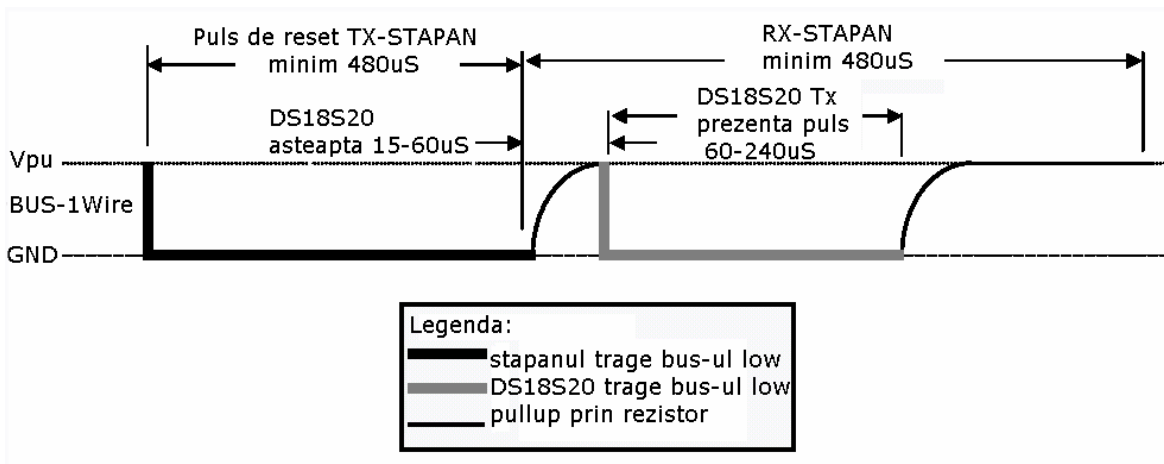 Puls de reset TX-STAPAN
minim 480uS
RX-STAPAN
minim 480uS
DS18S20
asteapta 15-60uS
DS18S20 Tx
prezenta puls
60-240uS
Vpu
BUS-1Wire
GND
Legenda:
stapanul trage bus-ul low
DS18S20 trage bus-ul low
pullup prin rezistor